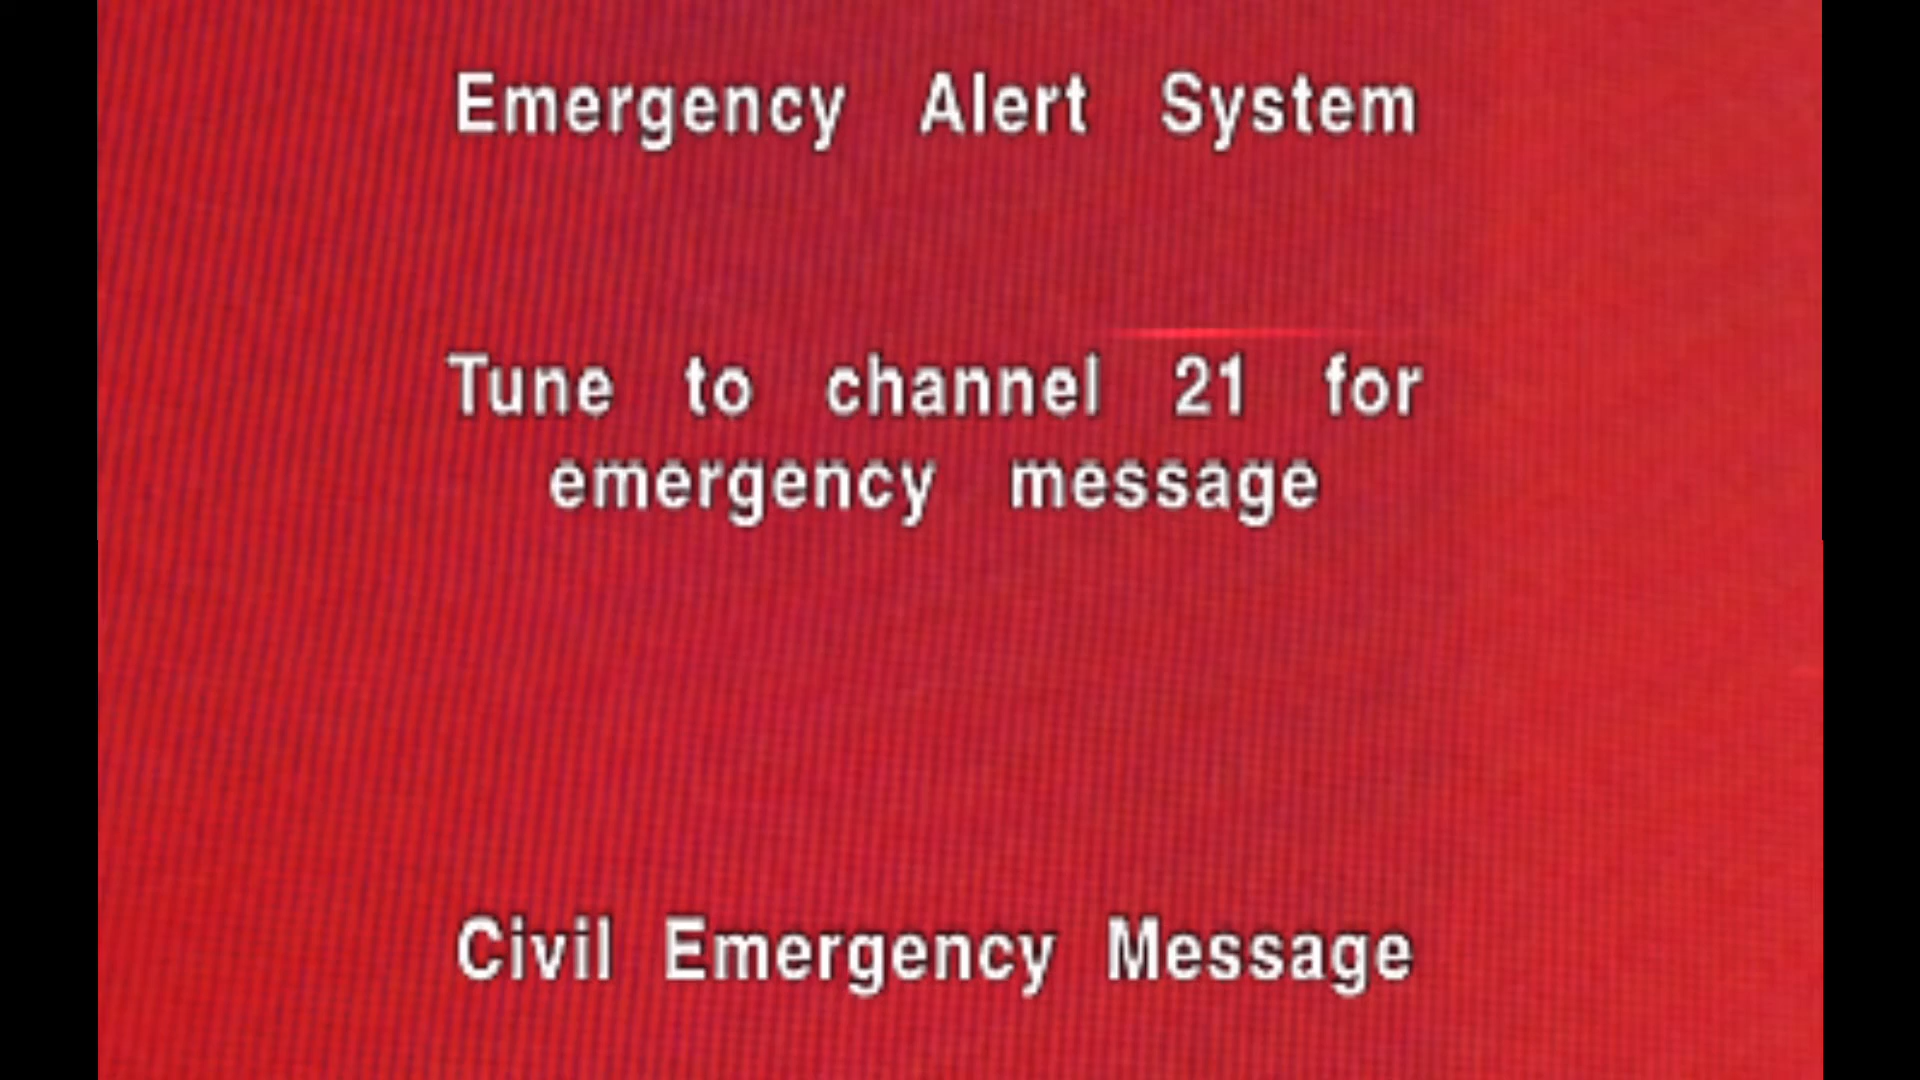 Emergency Alert System
Tune to channel 21 for
emergency message
Civil Emergency Message